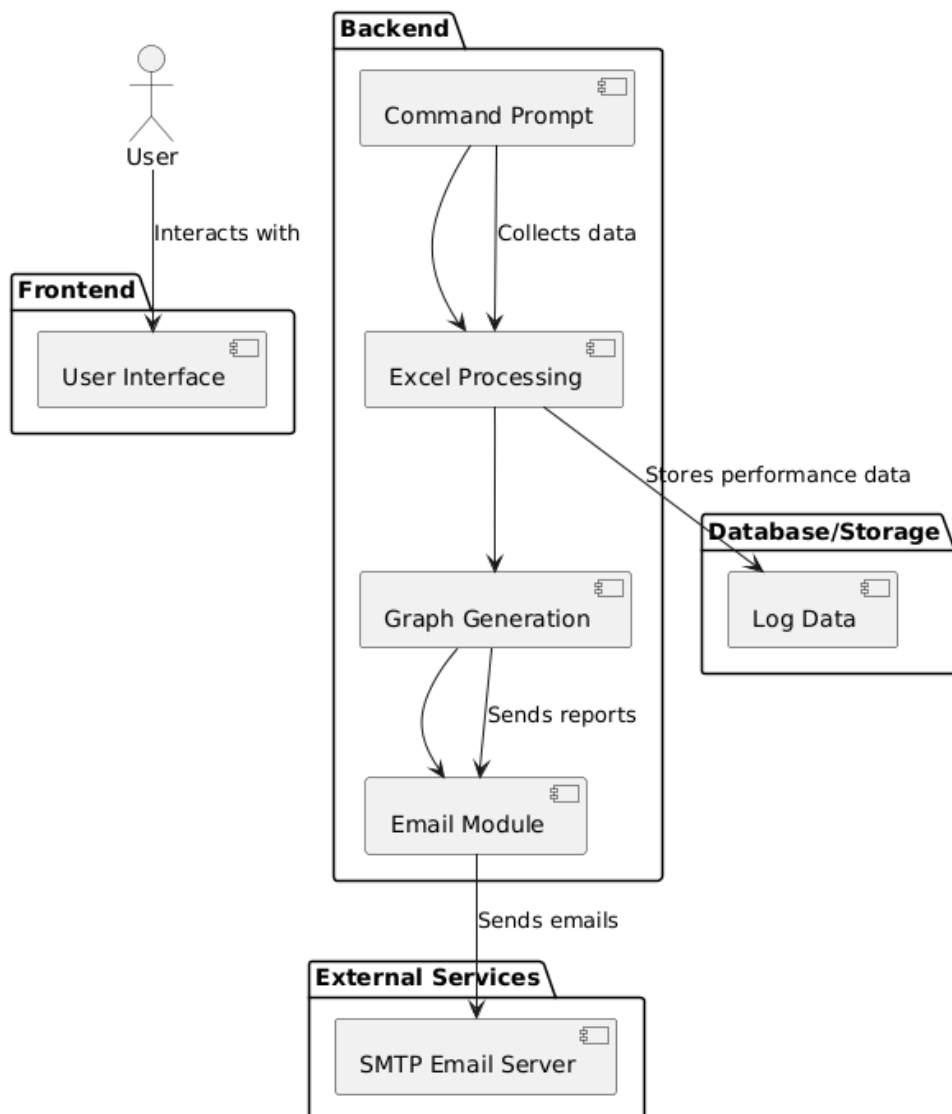 Backend
Command Prompt
User
Interacts with
Collects data
Frontend
User Interface
Excel Processing
Stores performance data
Database/Storage
Graph Generation
Log Data
Sends reports
Email Module
Sends emails
External Services
SMTP Email Server